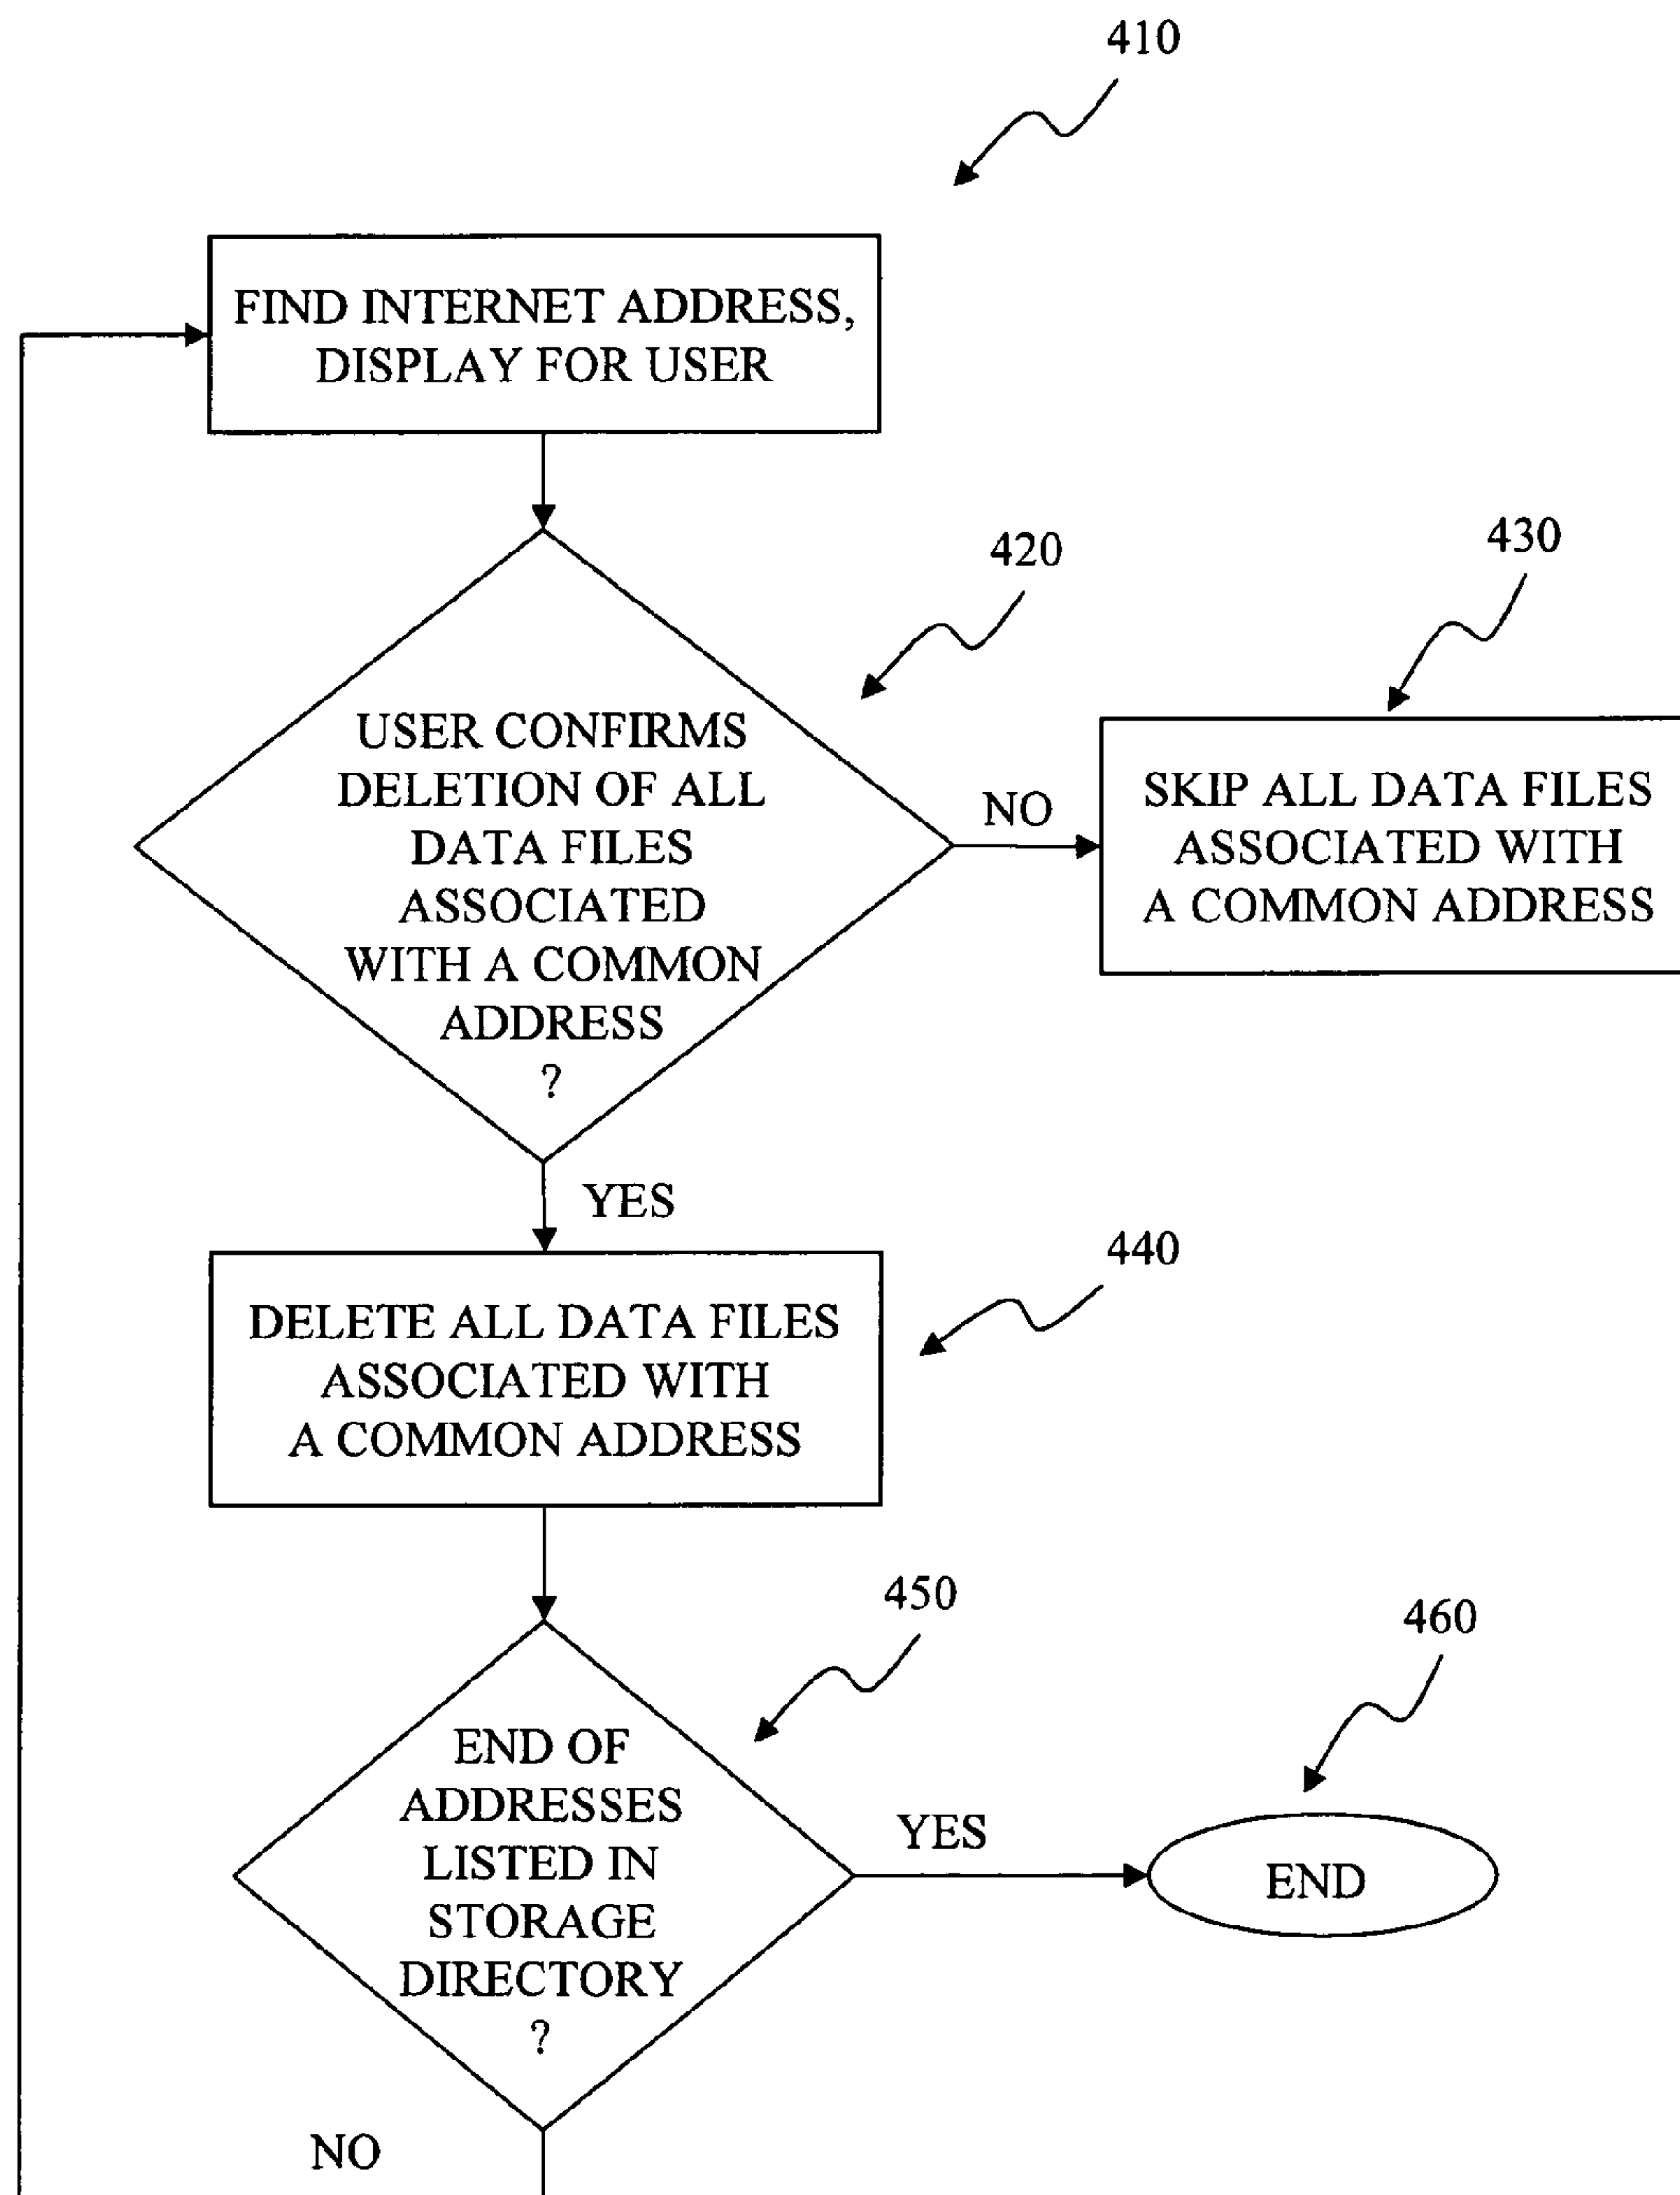 410
FIND INTERNET ADDRESS,
DISPLAY FOR USER
420
430
USER CONFIRMS
DELETION OF ALL
DATA FILES
ASSOCIATED
WITH A COMMON
ADDRESS
?
NO
SKIP ALL DATA FILES
ASSOCIATED WITH
A COMMON ADDRESS
YES
440
DELETE ALL DATA FILES
ASSOCIATED WITH
A COMMON ADDRESS
450
460
END OF
ADDRESSES
LISTED IN
STORAGE
DIRECTORY
?
YES
END
NO